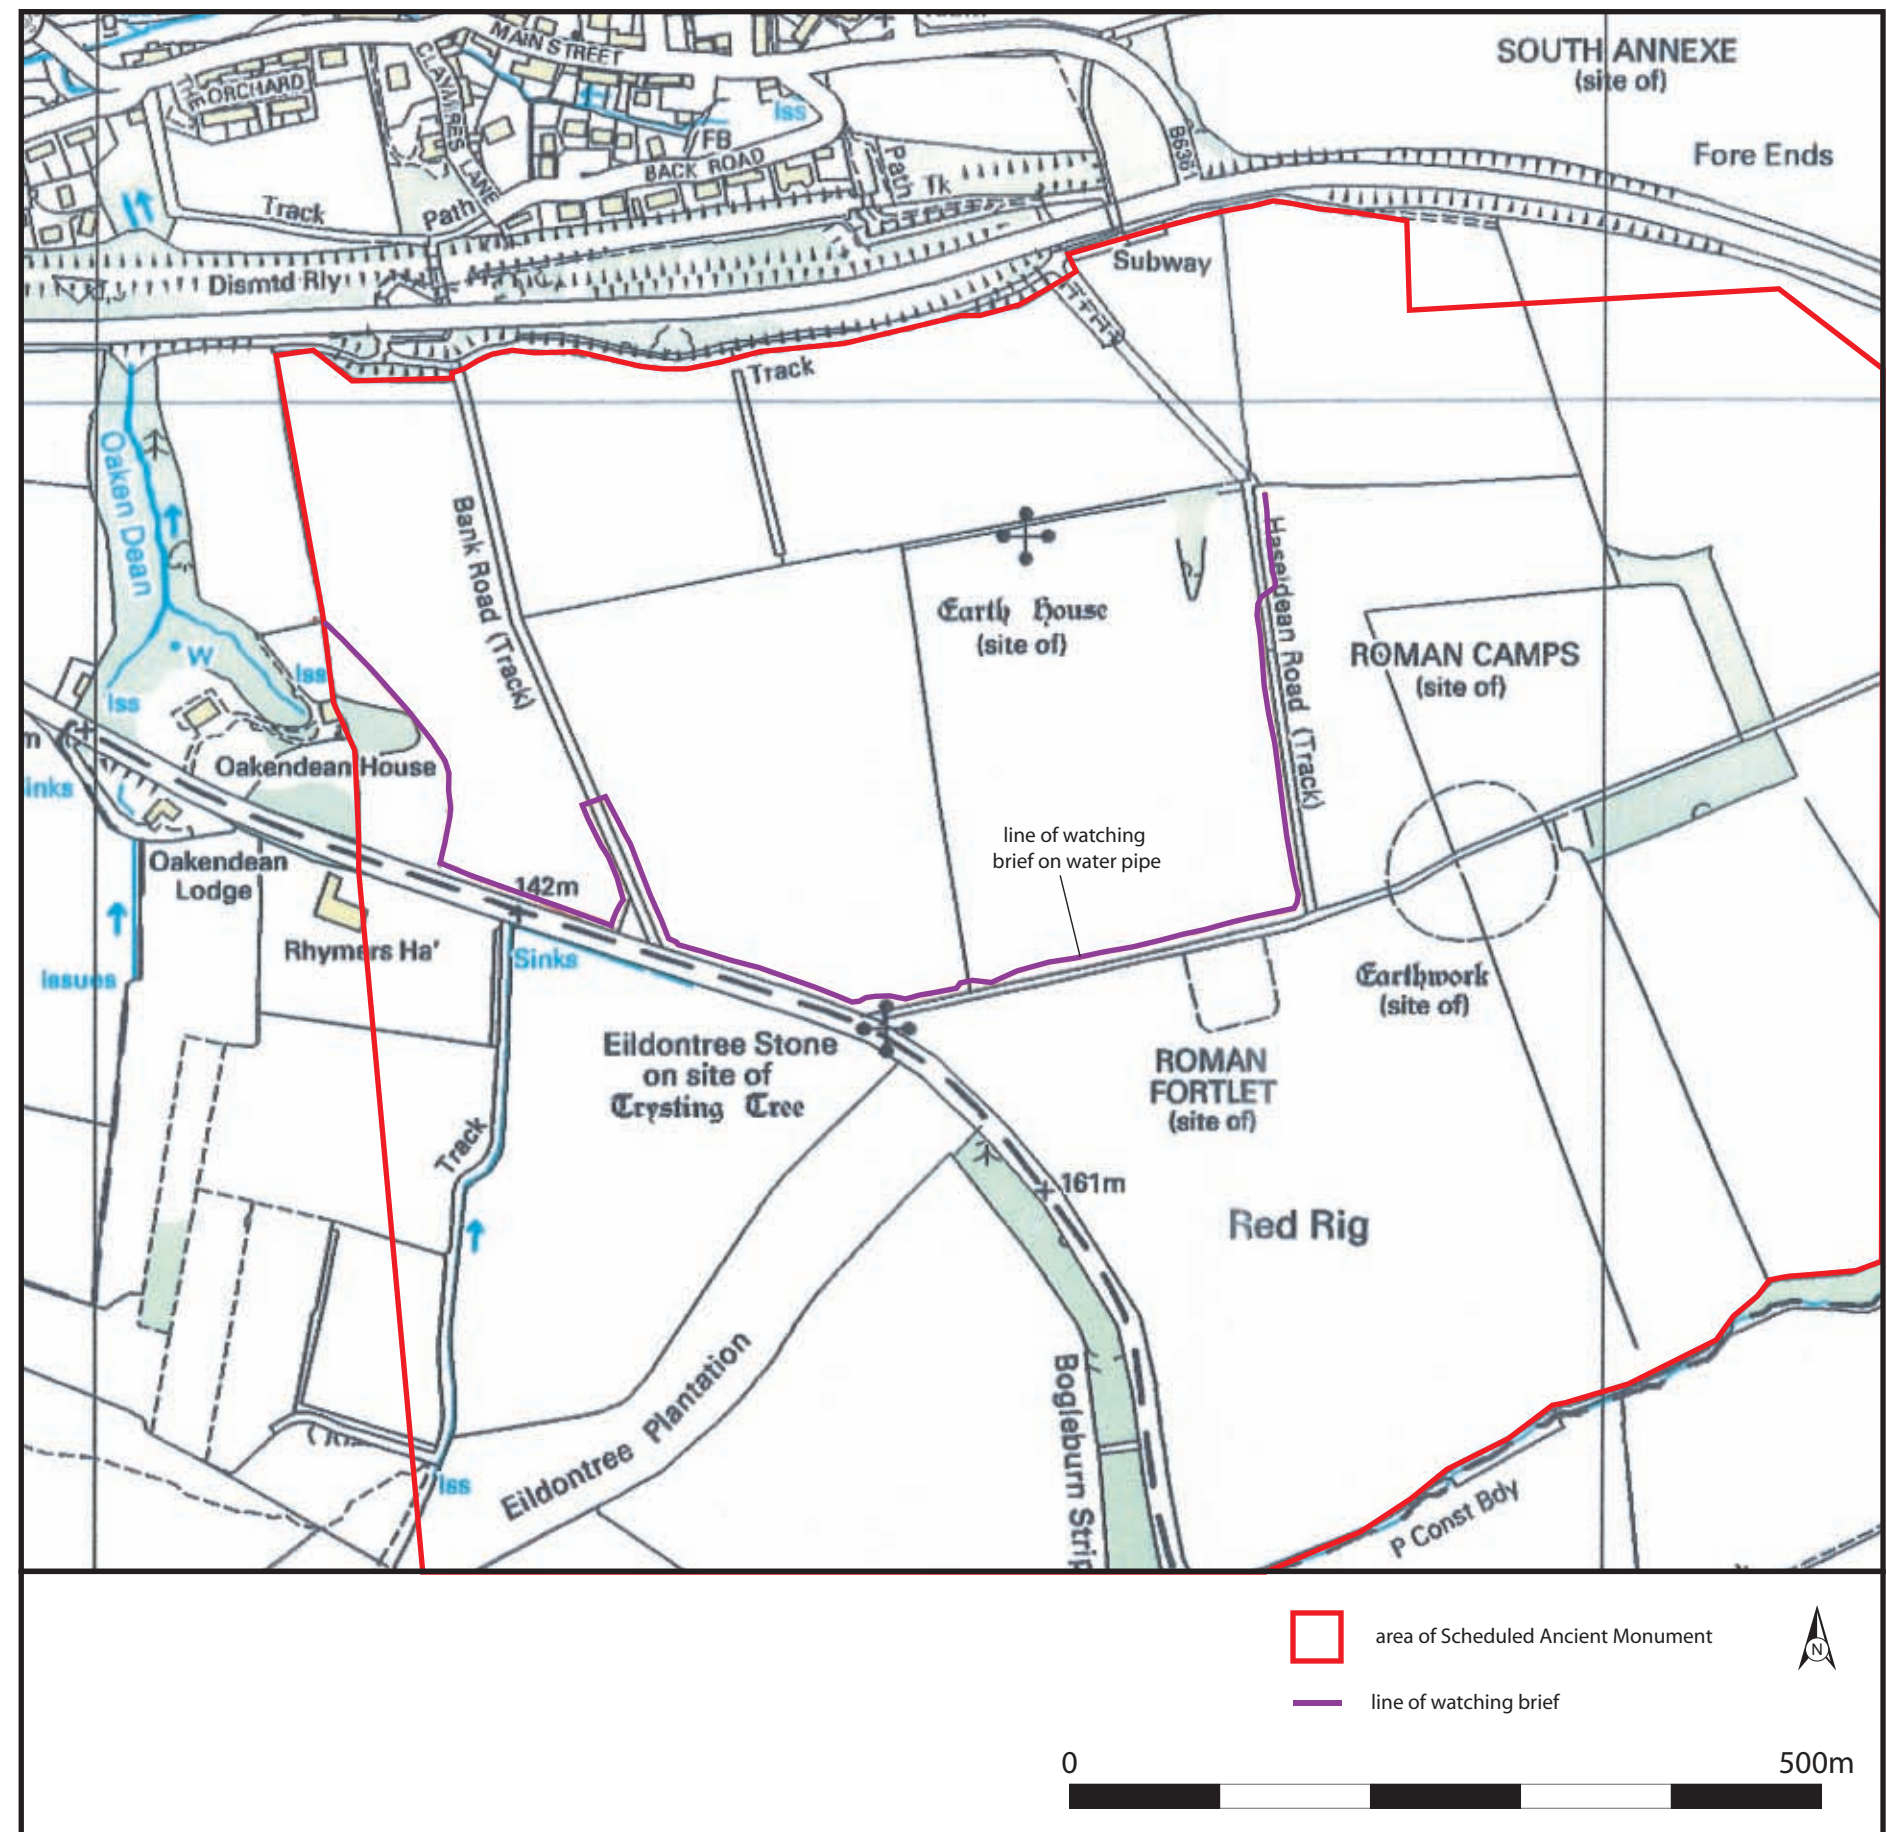 MAIN STREET
THE ORCHARD
CLAYMIRES LANE
Iss
FB
BACK ROAD
Path
Tk
B6361
SOUTH ANNEXE
(site of)
Fore Ends
Track
Path
Dismtd Rly
Subway
Track
Oaken Dean
Bank Road (Track)
Earth House
(site of)
Haseidean Road (Track)
ROMAN CAMPS
(site of)
W
Iss
Iss
m
Oakendean House
inks
line of watching
brief on water pipe
Oakendean
Lodge
142m
Rhymers Ha'
Sinks
Issues
Earthwork
(site of)
Eildontree Stone
on site of
Trysting Tree
ROMAN
FORTLET
(site of)
Track
161m
Red Rig
Eildontree Plantation
Bogleburn Strip
Iss
P Const Bdy
area of Scheduled Ancient Monument
N
line of watching brief
0 500m